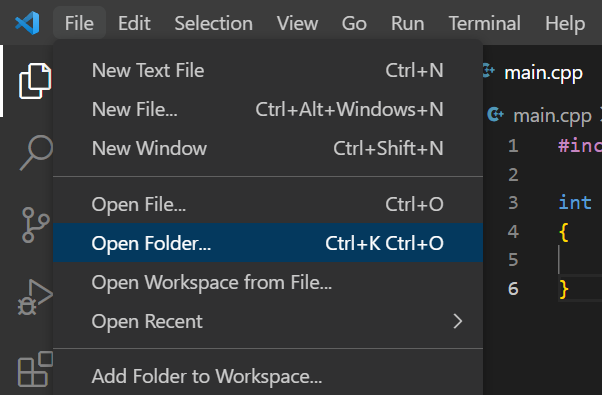 File Edit Selection View Go Run Terminal Help
New Text File Ctrl+N
New File... Ctrl+Alt+Windows+N
New Window Ctrl+Shift+N
Open File... Ctrl+O
Open Folder... Ctrl+K Ctrl+O
Open Workspace from File...
Open Recent
Add Folder to Workspace...
main.cpp
main.cpp
1 #inc
2
3 int
4 {
5
6 }